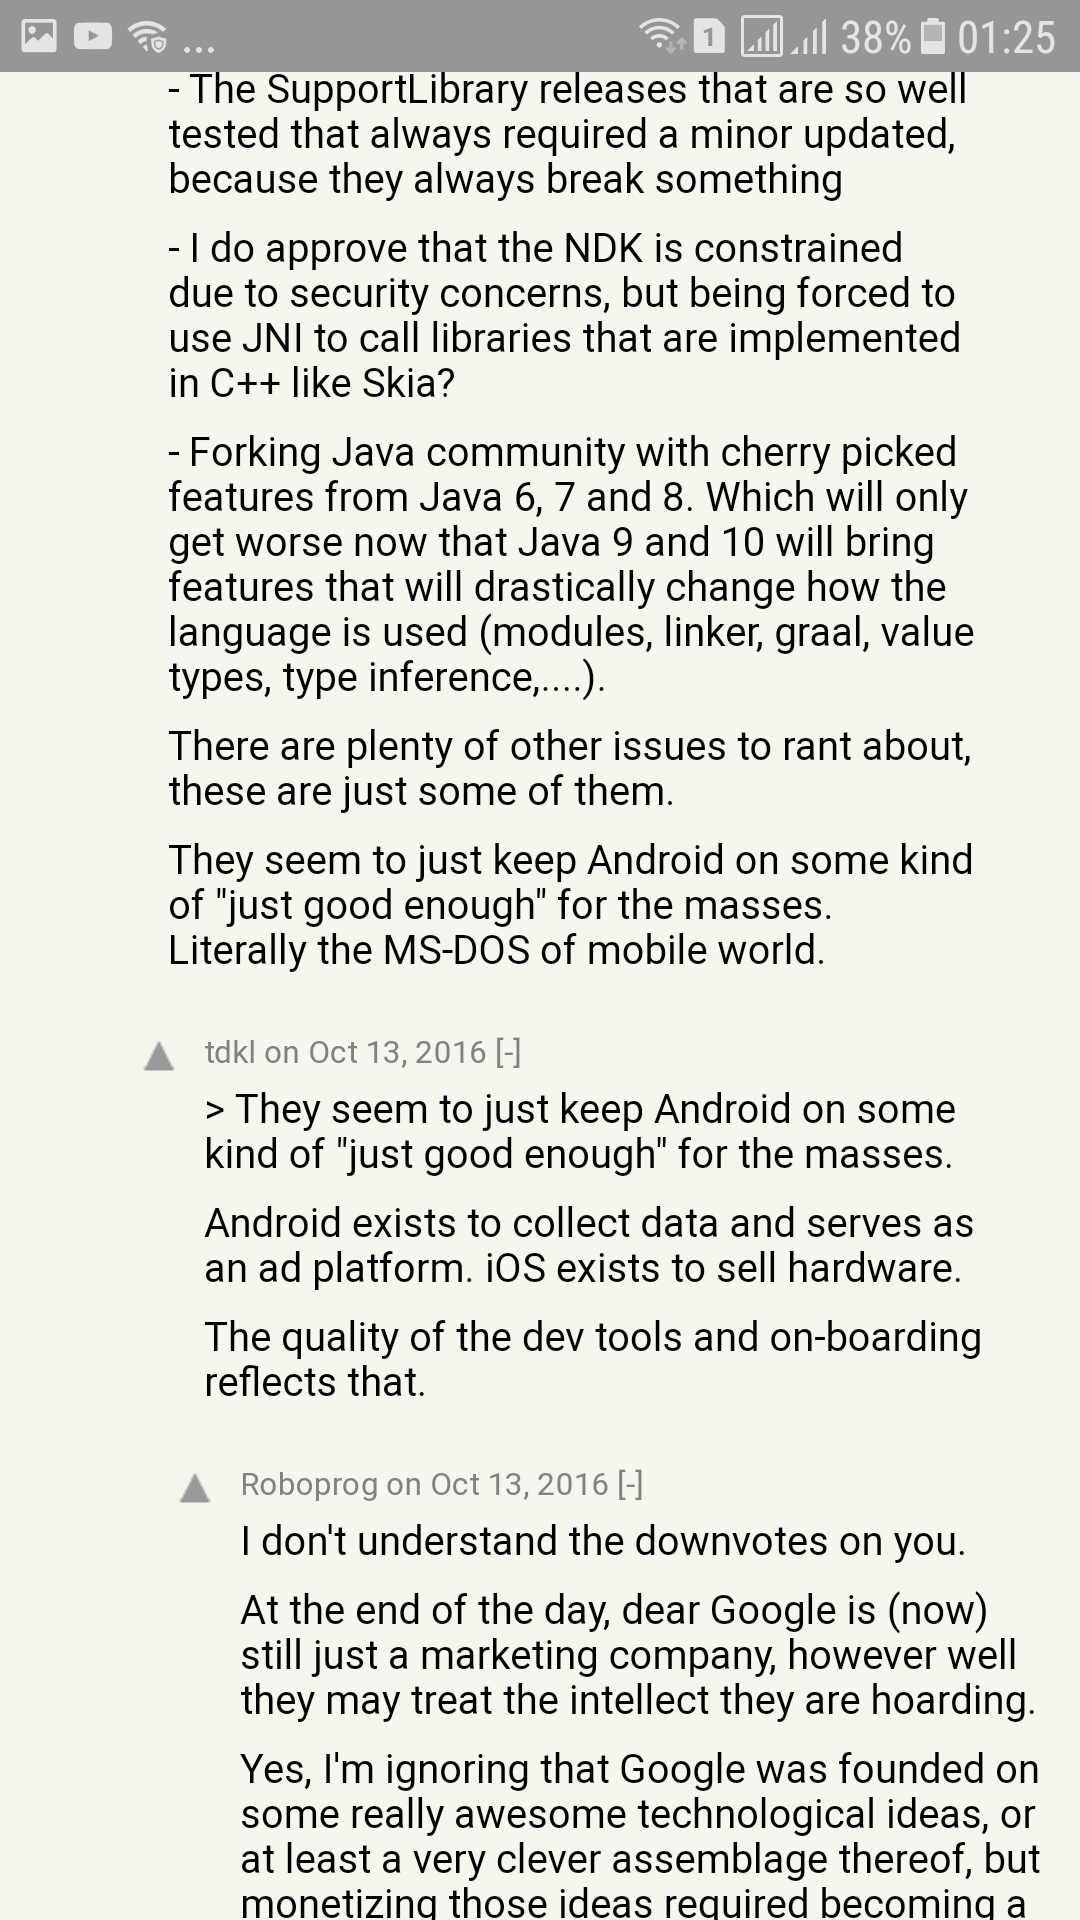 ... 1 38% 01:25
- The SupportLibrary releases that are so well
tested that always required a minor updated,
because they always break something
- I do approve that the NDK is constrained
due to security concerns, but being forced to
use JNI to call libraries that are implemented
in C++ like Skia?
- Forking Java community with cherry picked
features from Java 6, 7 and 8. Which will only
get worse now that Java 9 and 10 will bring
features that will drastically change how the
language is used (modules, linker, graal, value
types, type inference,....).
There are plenty of other issues to rant about,
these are just some of them.
They seem to just keep Android on some kind
of "just good enough" for the masses.
Literally the MS-DOS of mobile world.
tdkl on Oct 13, 2016 [-]
> They seem to just keep Android on some
kind of "just good enough" for the masses.
Android exists to collect data and serves as
an ad platform. iOS exists to sell hardware.
The quality of the dev tools and on-boarding
reflects that.
Roboprog on Oct 13, 2016 [-]
I don't understand the downvotes on you.
At the end of the day, dear Google is (now)
still just a marketing company, however well
they may treat the intellect they are hoarding.
Yes, I'm ignoring that Google was founded on
some really awesome technological ideas, or
at least a very clever assemblage thereof, but
monetizing those ideas required becoming a